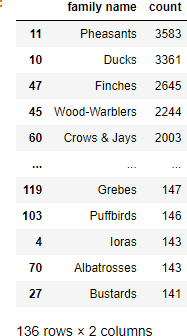 family name count
11 Pheasants 3583
10 Ducks 3361
47 Finches 2645
45 Wood-Warblers 2244
60 Crows & Jays 2003
... ... ...
119 Grebes 147
103 Puffbirds 146
4 Ioras 143
70 Albatrosses 143
27 Bustards 141
136 rows × 2 columns